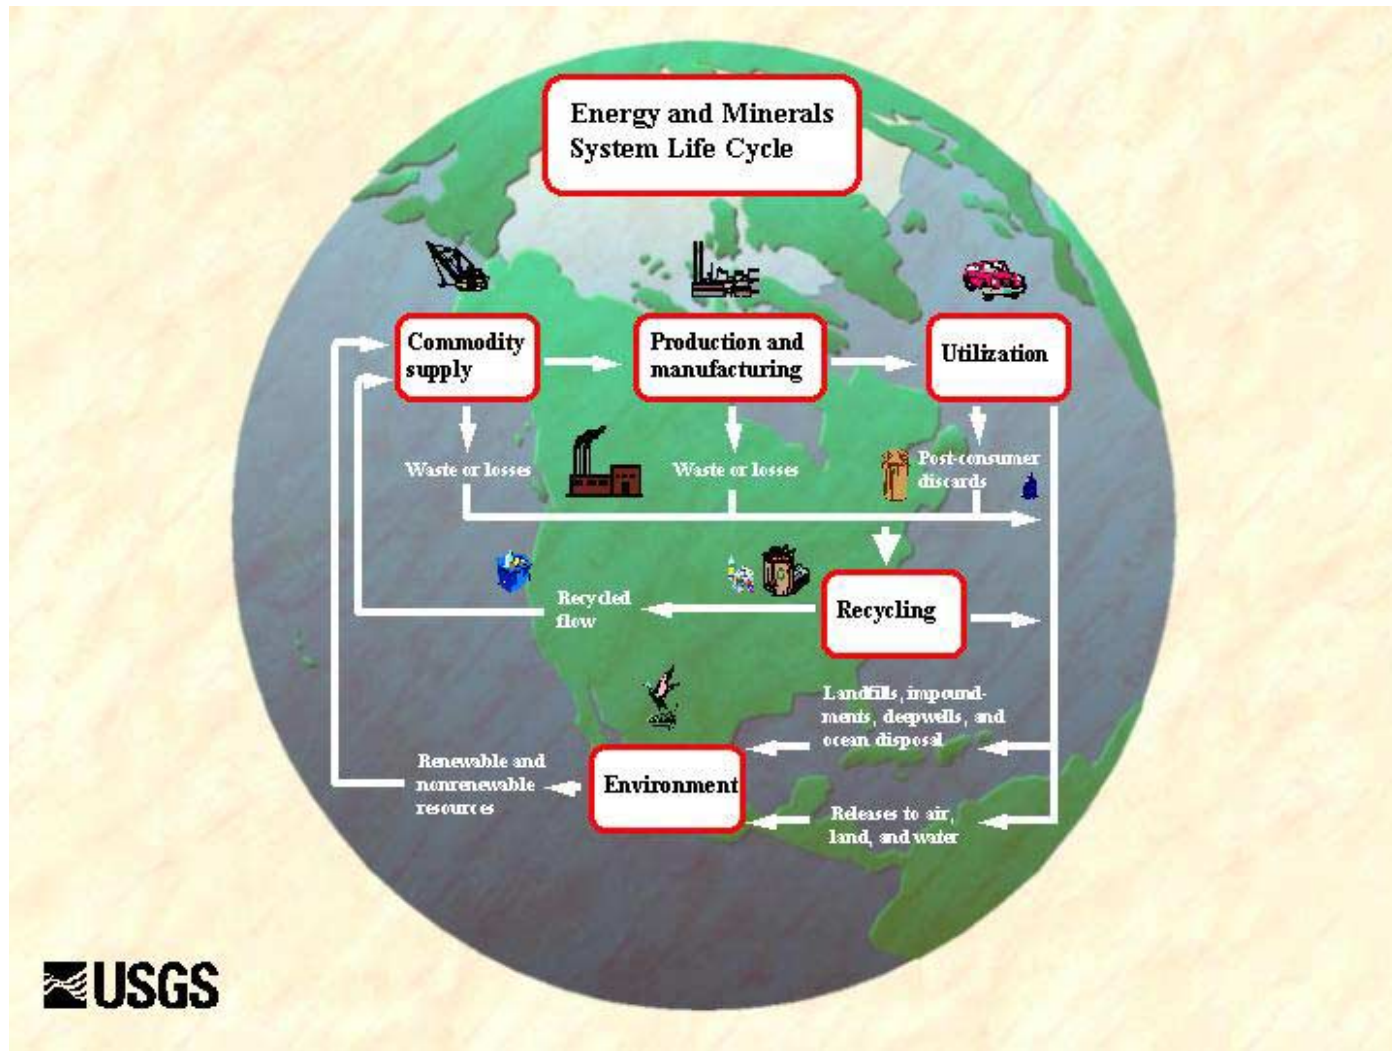 Energy and Minerals
System Life Cycle
Commodity
supply
Production and
manufacturing
Utilization
Waste or losses
Waste or losses
Post-consumer
discards
Recycled
flow
Recycling
Landfills, impound-
ments, deepwells, and
ocean disposal
Renewable and
nonrenewable
resources
Environment
Releases to air,
land, and water
USGS